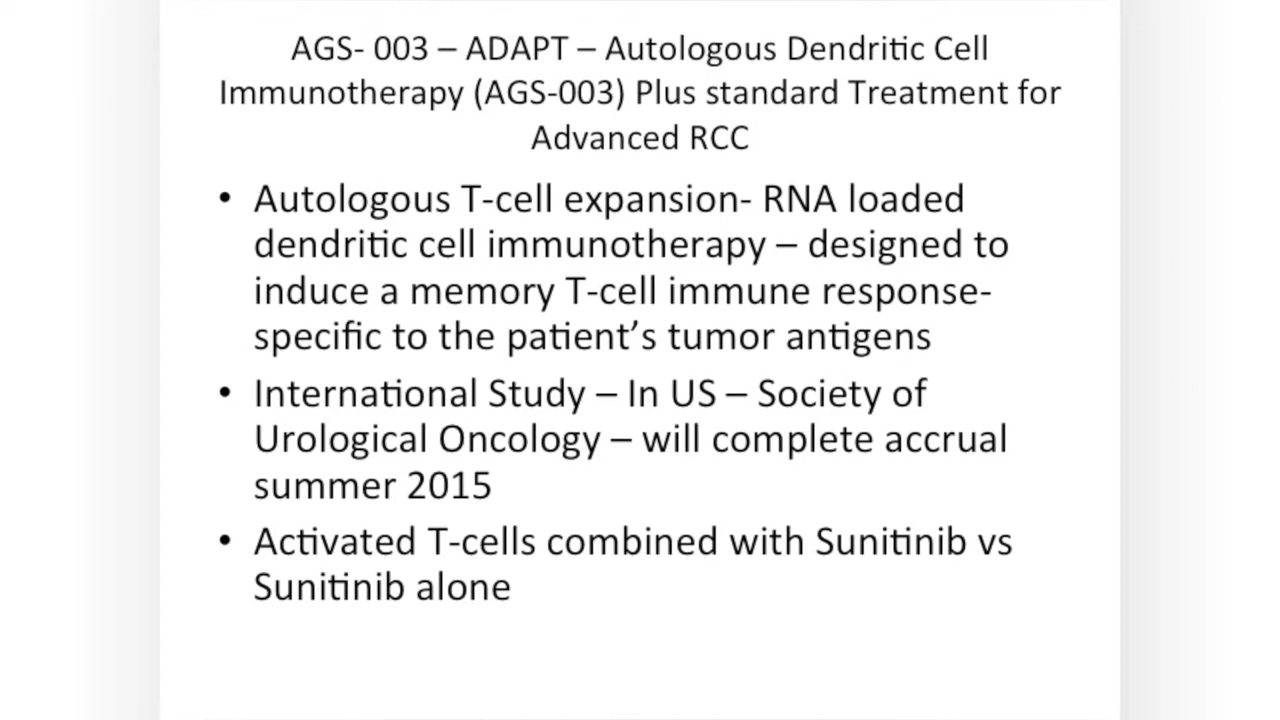 AGS- 003 – ADAPT – Autologous Dendritic Cell
Immunotherapy (AGS-003) Plus standard Treatment for
Advanced RCC
• Autologous T-cell expansion- RNA loaded
dendritic cell immunotherapy – designed to
induce a memory T-cell immune response-
specific to the patient’s tumor antigens
• International Study – In US – Society of
Urological Oncology – will complete accrual
summer 2015
• Activated T-cells combined with Sunitinib vs
Sunitinib alone